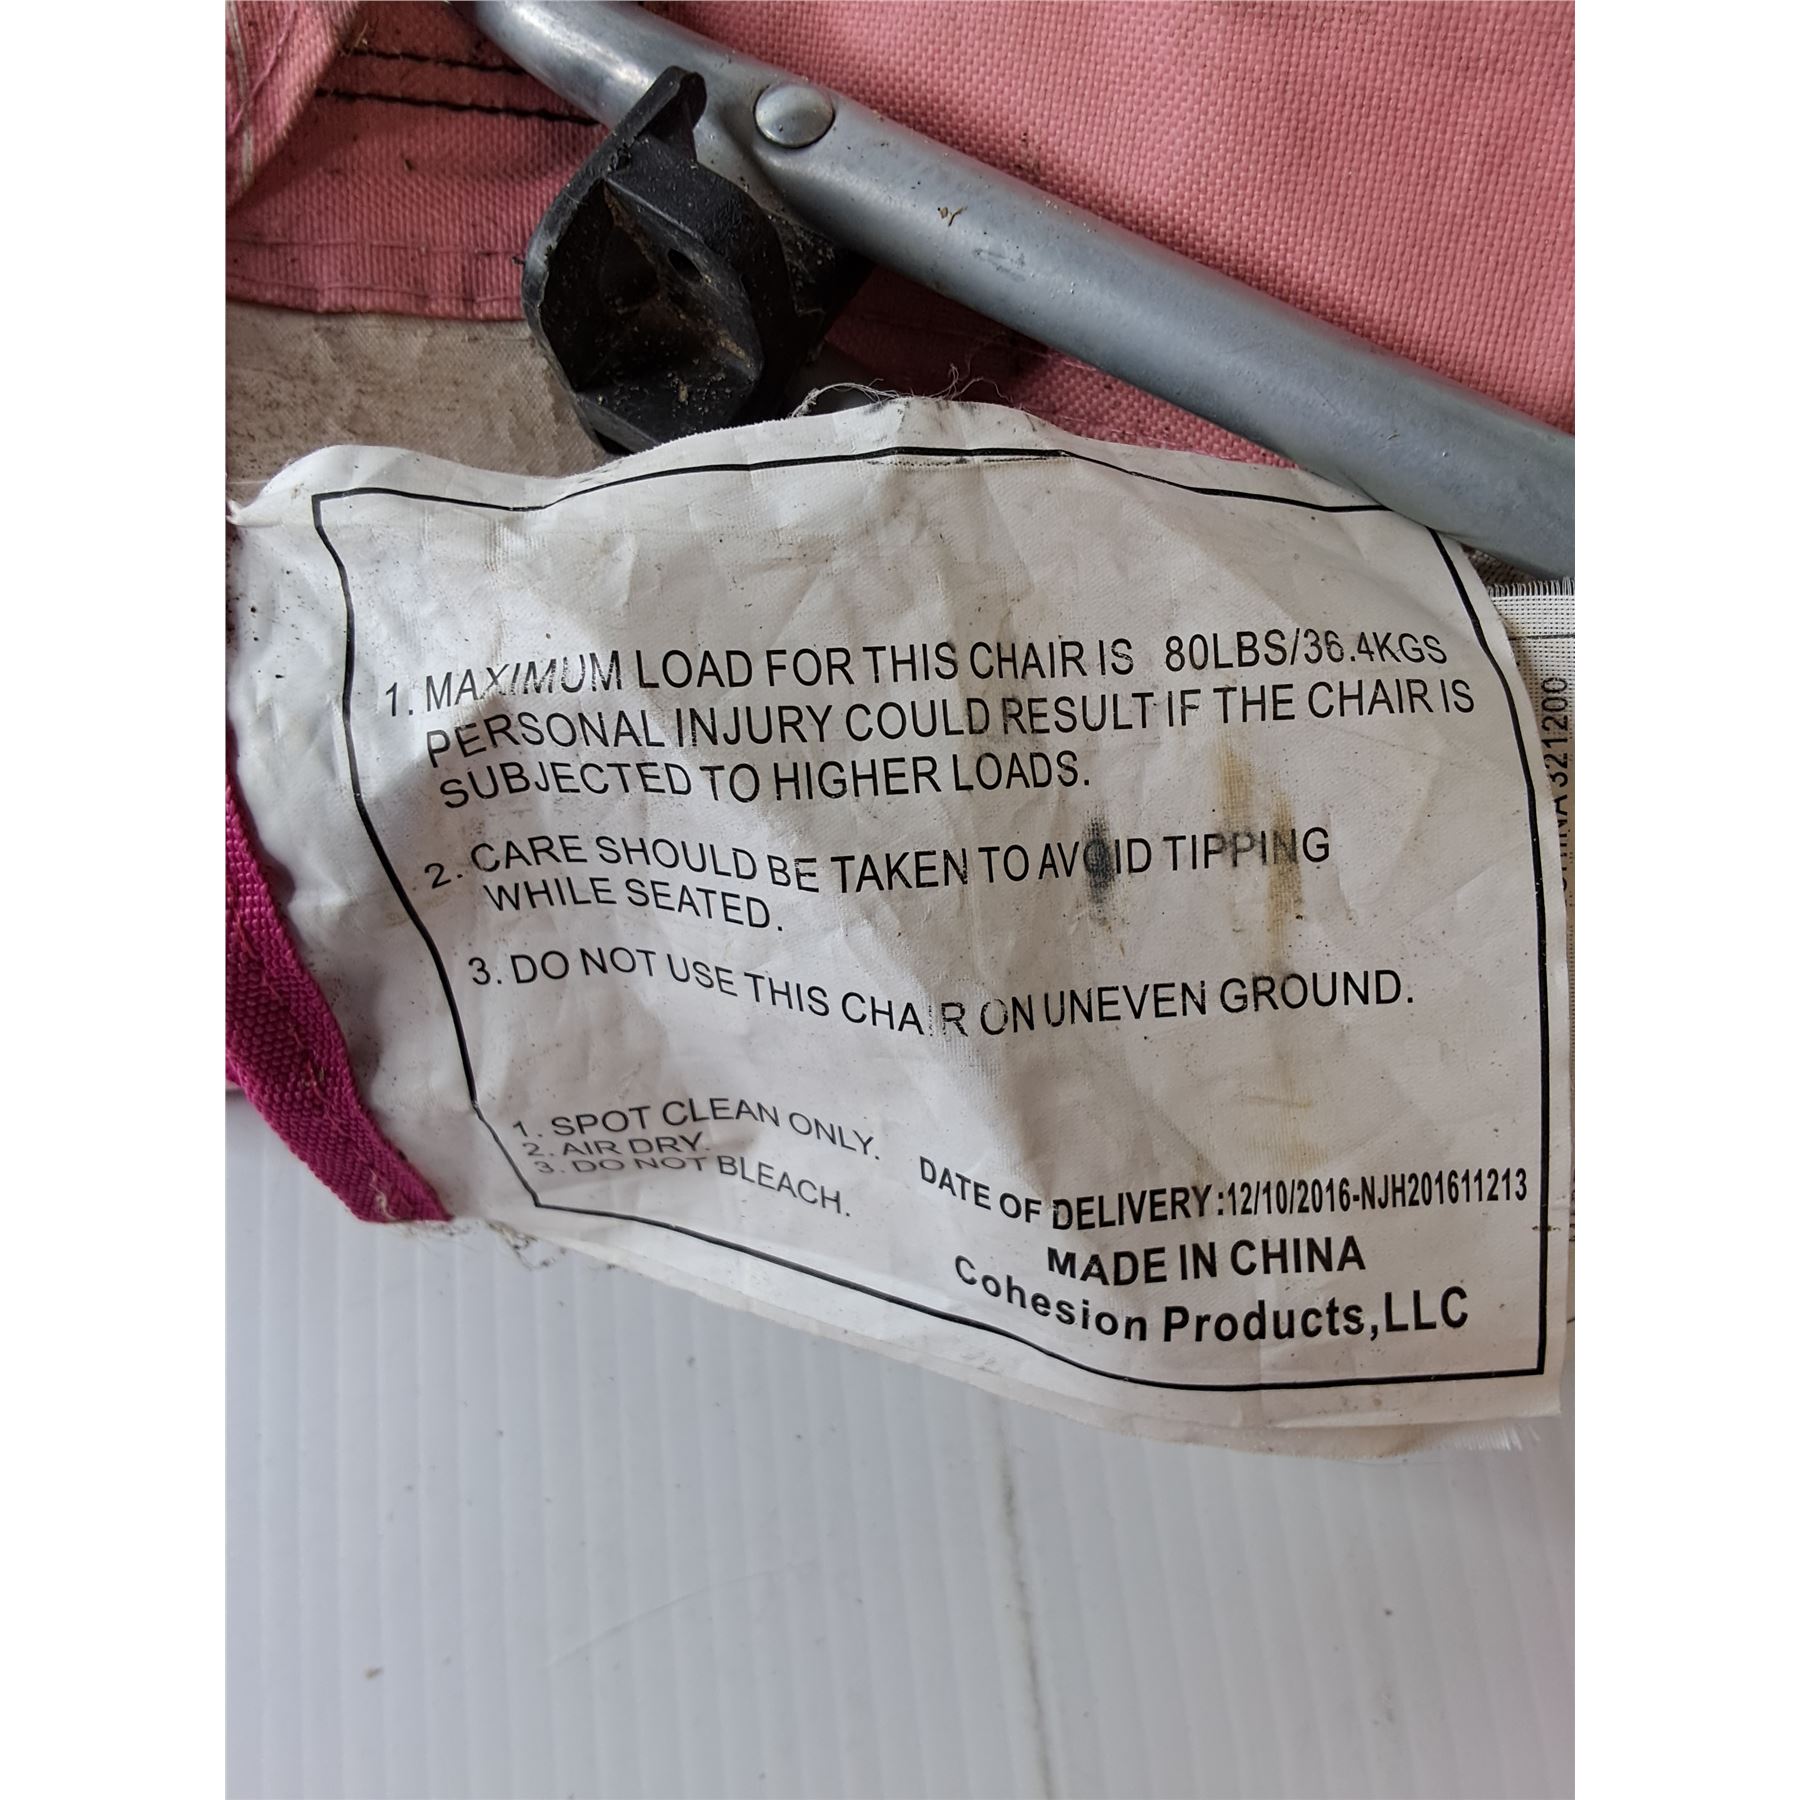 1. MAXIMUM LOAD FOR THIS CHAIR IS 80LBS/36.4KGS
PERSONAL INJURY COULD RESULT IF THE CHAIR IS
SUBJECTED TO HIGHER LOADS.
2. CARE SHOULD BE TAKEN TO AVOID TIPPING
WHILE SEATED.
3. DO NOT USE THIS CHAIR ON UNEVEN GROUND.
1. SPOT CLEAN ONLY.
2. AIR DRY.
3. DO NOT BLEACH.
DATE OF DELIVERY:12/10/2016-NJH201611213
MADE IN CHINA
Cohesion Products,LLC
321200